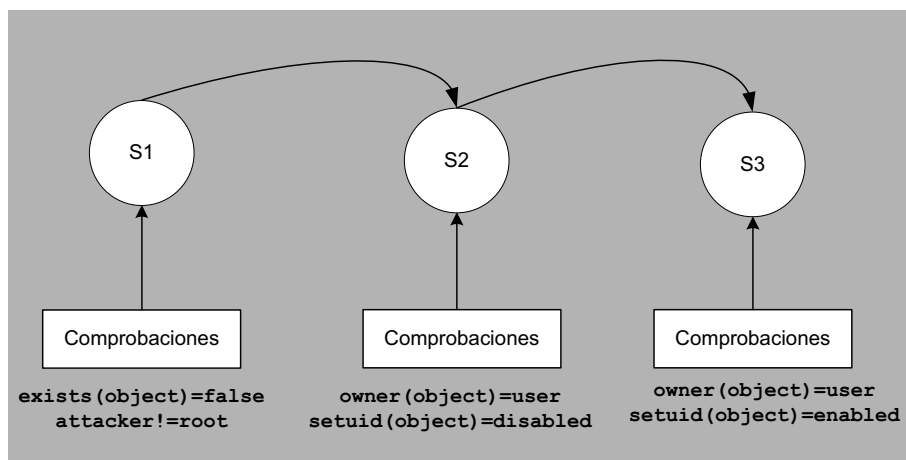 S1
S2
S3
Comprobaciones
Comprobaciones
Comprobaciones
exists(object)=false
attacker!=root
owner(object)=user
setuid(object)=disabled
owner(object)=user
setuid(object)=enabled